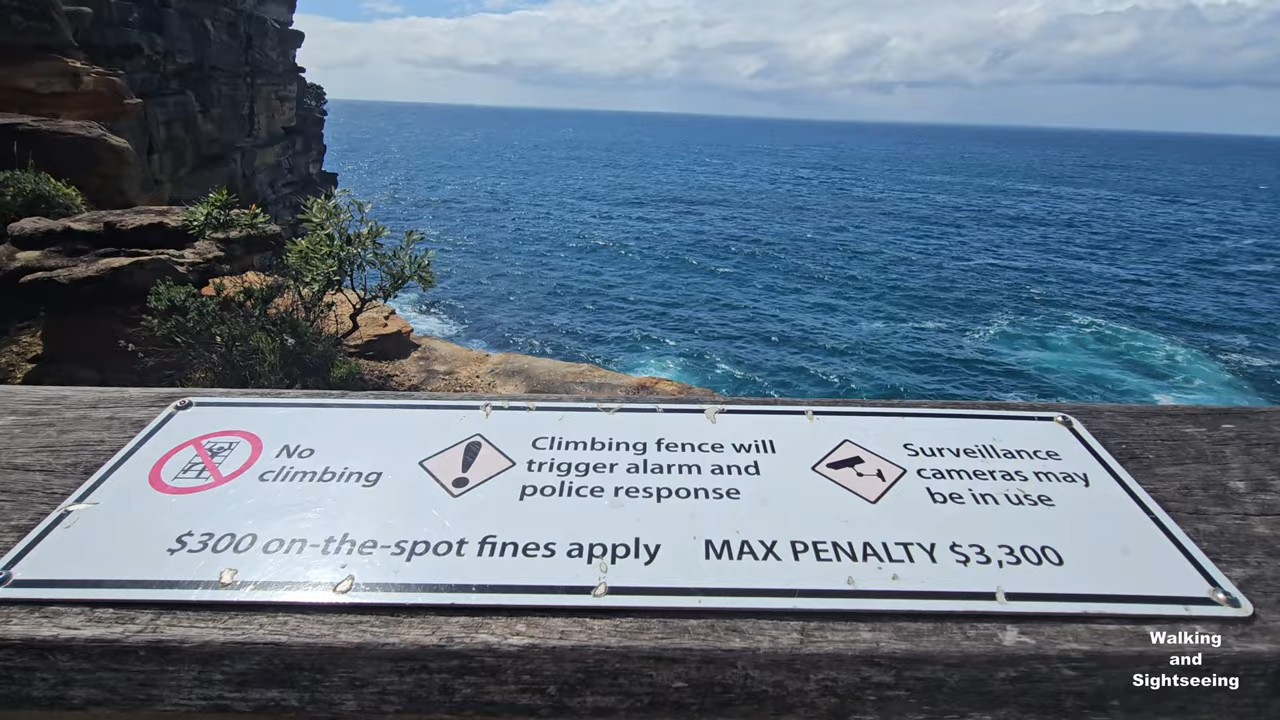 No
climbing
Climbing fence will
trigger alarm and
police response
Surveillance
cameras may
be in use
$300 on-the-spot fines apply
MAX PENALTY $3,300
Walking
and
Sightseeing